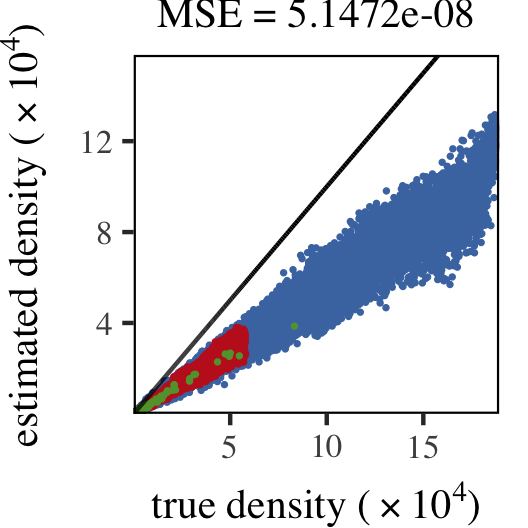 MSE = 5.1472e-08
estimated density ( × 10⁴)
12
8
4
5 10 15
true density ( × 10⁴)